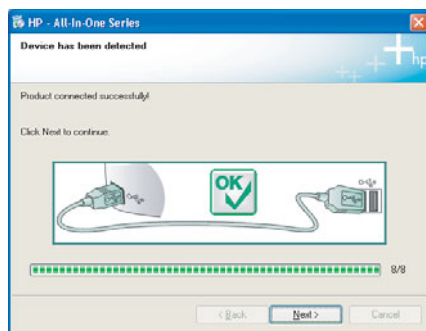 HP - All-In-One Series
Device has been detected
hp
Product connected successfully!
Click Next to continue.
OK
8/8
< Back Next > Cancel